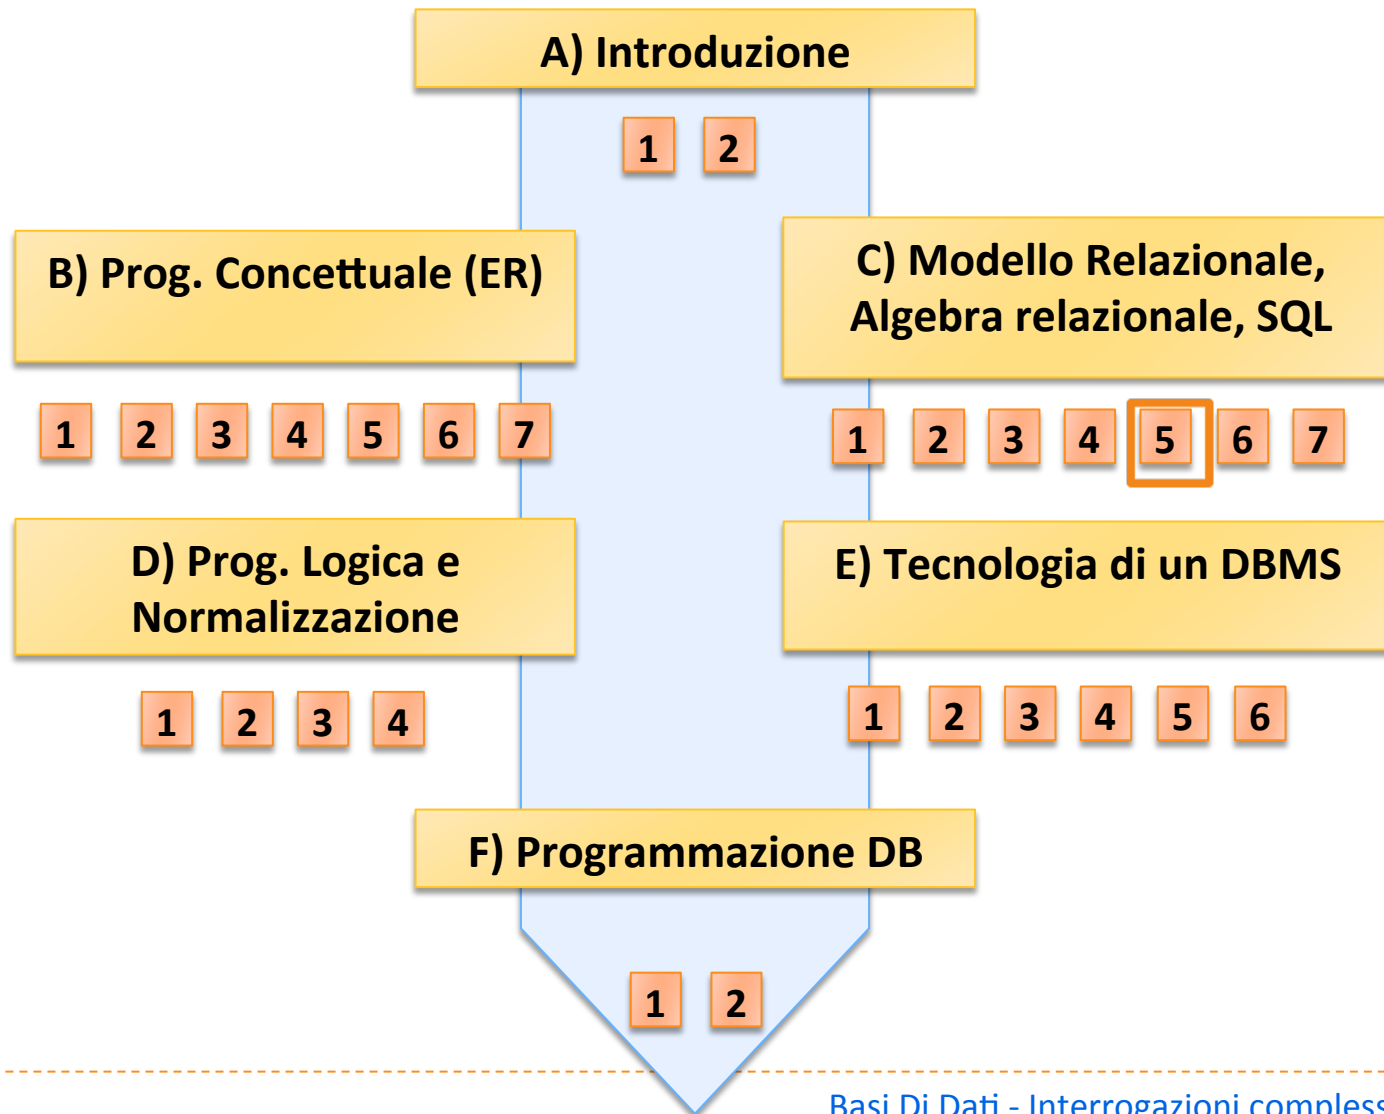 A) Introduzione
1 2
B) Prog. Concettuale (ER)
C) Modello Relazionale,
Algebra relazionale, SQL
1 2 3 4 5 6 7
1 2 3 4 5 6 7
D) Prog. Logica e
Normalizzazione
E) Tecnologia di un DBMS
1 2 3 4
1 2 3 4 5 6
F) Programmazione DB
1 2
Basi Di Dati - Interrogazioni compless